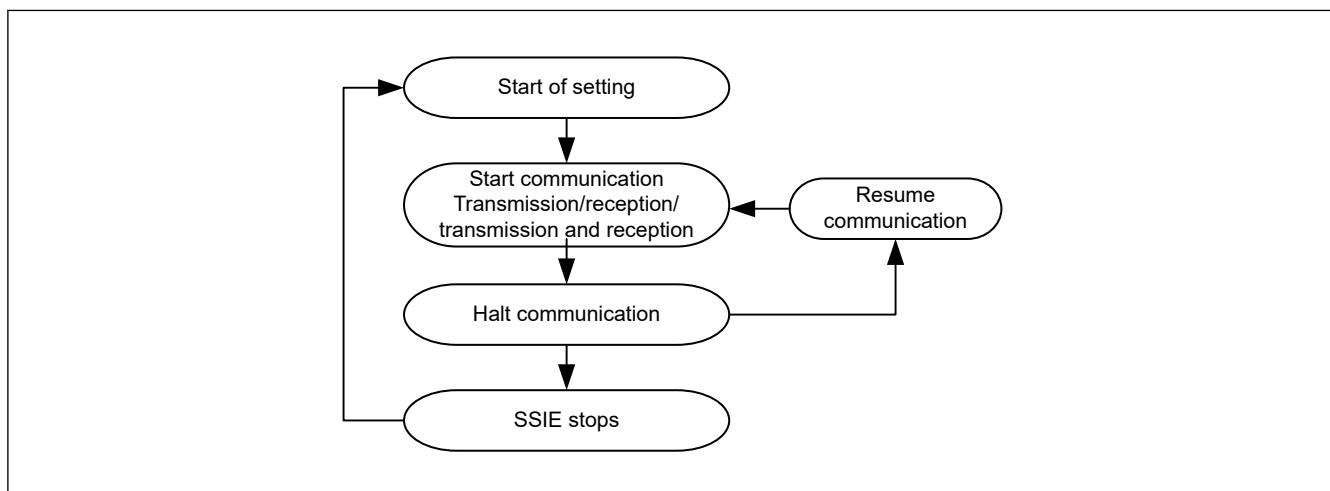 Start of setting
Start communication
Transmission/reception/
transmission and reception
Resume
communication
Halt communication
SSIE stops